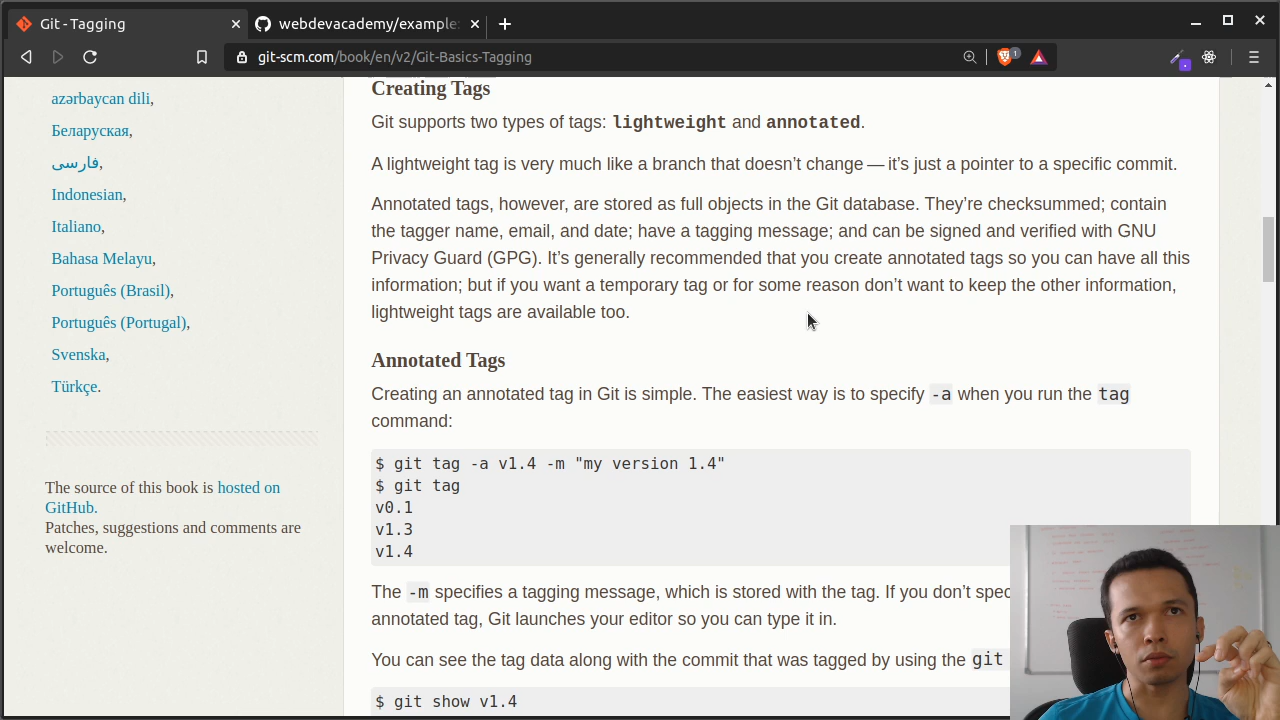 Git - Tagging
webdevacademy/example
git-scm.com/book/en/v2/Git-Basics-Tagging
1
azərbaycan dili,
Беларуская,
فارسی,
Indonesian,
Italiano,
Bahasa Melayu,
Português (Brasil),
Português (Portugal),
Svenska,
Türkçe.
The source of this book is hosted on
GitHub.
Patches, suggestions and comments are
welcome.
Creating Tags
Git supports two types of tags: lightweight and annotated.
A lightweight tag is very much like a branch that doesn’t change — it’s just a pointer to a specific commit.
Annotated tags, however, are stored as full objects in the Git database. They’re checksummed; contain
the tagger name, email, and date; have a tagging message; and can be signed and verified with GNU
Privacy Guard (GPG). It’s generally recommended that you create annotated tags so you can have all this
information; but if you want a temporary tag or for some reason don’t want to keep the other information,
lightweight tags are available too.
Annotated Tags
Creating an annotated tag in Git is simple. The easiest way is to specify -a when you run the tag
command:
$ git tag -a v1.4 -m "my version 1.4"
$ git tag
v0.1
v1.3
v1.4
The -m specifies a tagging message, which is stored with the tag. If you don’t spec
annotated tag, Git launches your editor so you can type it in.
You can see the tag data along with the commit that was tagged by using the git
$ git show v1.4